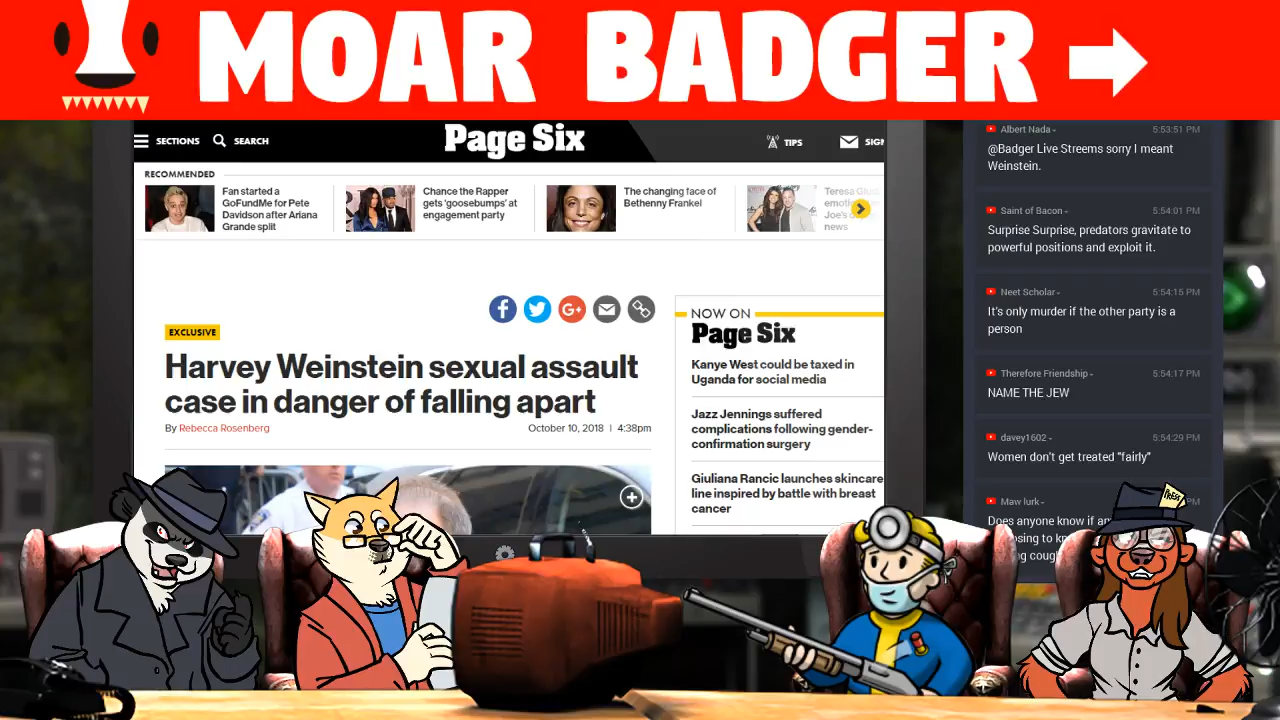 MOAR BADGER
SECTIONS
SEARCH
Page Six
TIPS
SIGN
RECOMMENDED
Fan started a
GoFundMe for Pete
Davidson after Ariana
Grande split
Chance the Rapper
gets 'goosebumps' at
engagement party
The changing face of
Bethenny Frankel
Teresa
Joe's
news
EXCLUSIVE
Harvey Weinstein sexual assault
case in danger of falling apart
By Rebecca Rosenberg
October 10, 2018 | 4:38pm
NOW ON
Page Six
Kanye West could be taxed in
Uganda for social media
Jazz Jennings suffered
complications following gender-
confirmation surgery
Giuliana Rancic launches skincare
line inspired by battle with breast
cancer
Albert Nada
5:53:51 PM
@Badger Live Streems sorry I meant
Weinstein.
Saint of Bacon
5:54:01 PM
Surprise Surprise, predators gravitate to
powerful positions and exploit it.
Neet Scholar
5:54:15 PM
It's only murder if the other party is a
person
Therefore Friendship
5:54:17 PM
NAME THE JEW
davey1602
5:54:29 PM
Women don't get treated "fairly"
Maw lurk
PM
Does anyone know if
PRESS